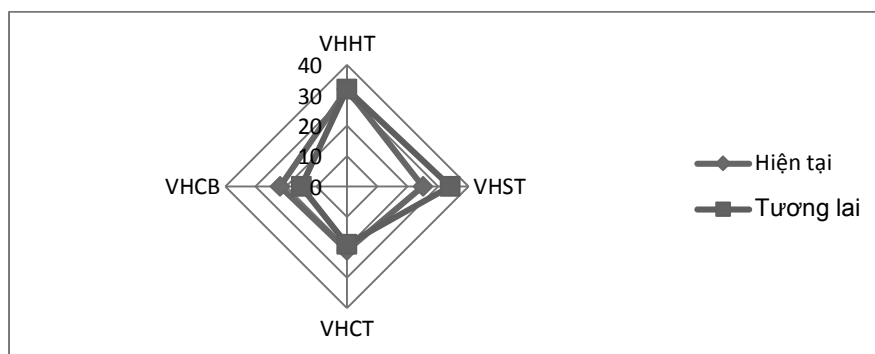 VHHT
40
30
20
10
0
VHCB
VHST
VHCT
Hiện tại
Tương lai